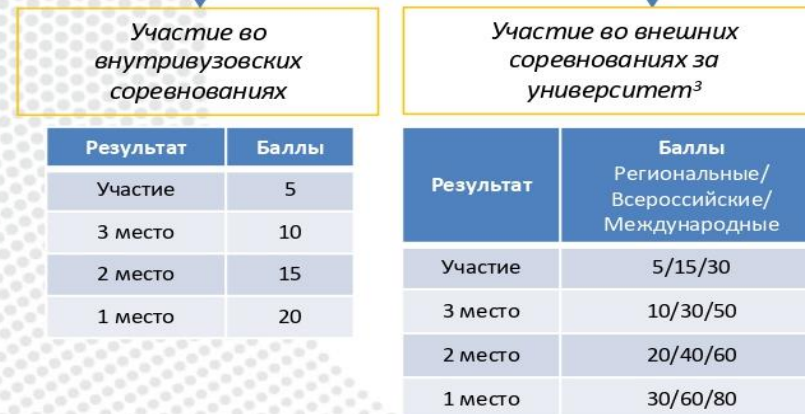 Участие во
внутривузовских
соревнованиях
Результат Баллы
Участие 5
3 место 10
2 место 15
1 место 20
Участие во внешних
соревнованиях за
университет³
Результат
Баллы
Региональные/
Всероссийские/
Международные
Участие 5/15/30
3 место 10/30/50
2 место 20/40/60
1 место 30/60/80